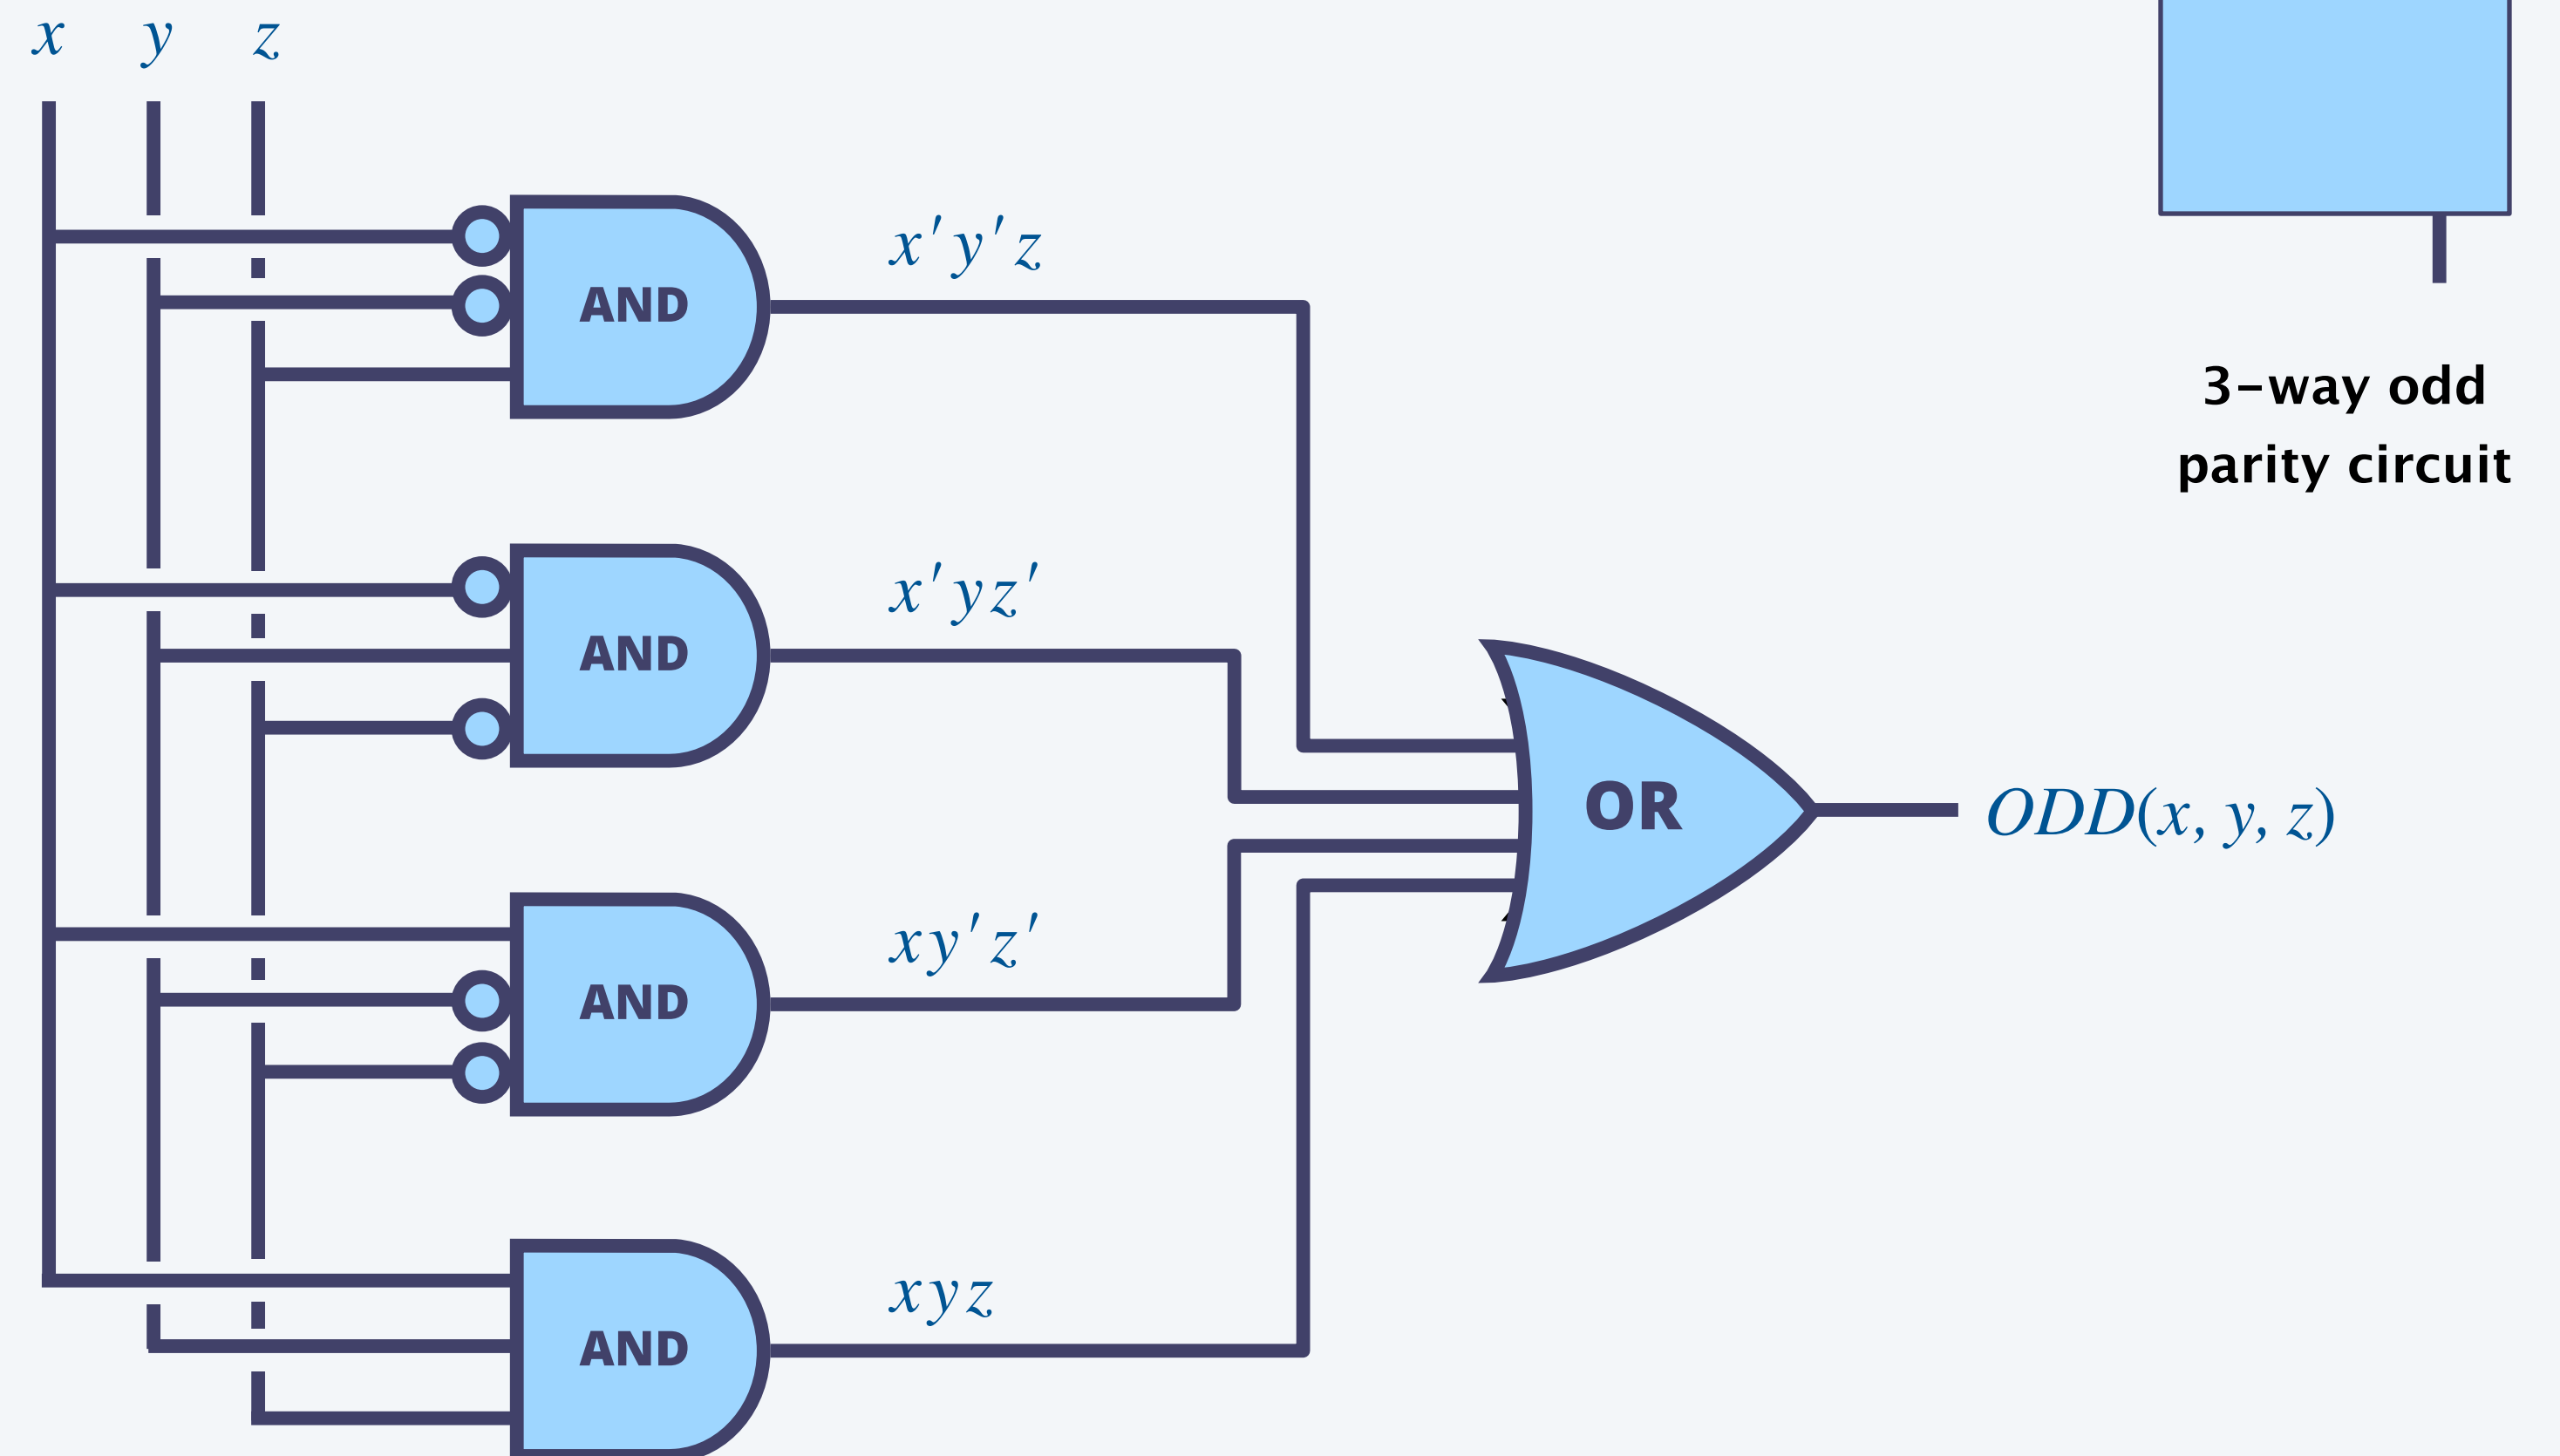 x y z
x′y′z
AND
3-way odd
parity circuit
x′yz′
AND
OR
ODD(x, y, z)
xy′z′
AND
xyz
AND